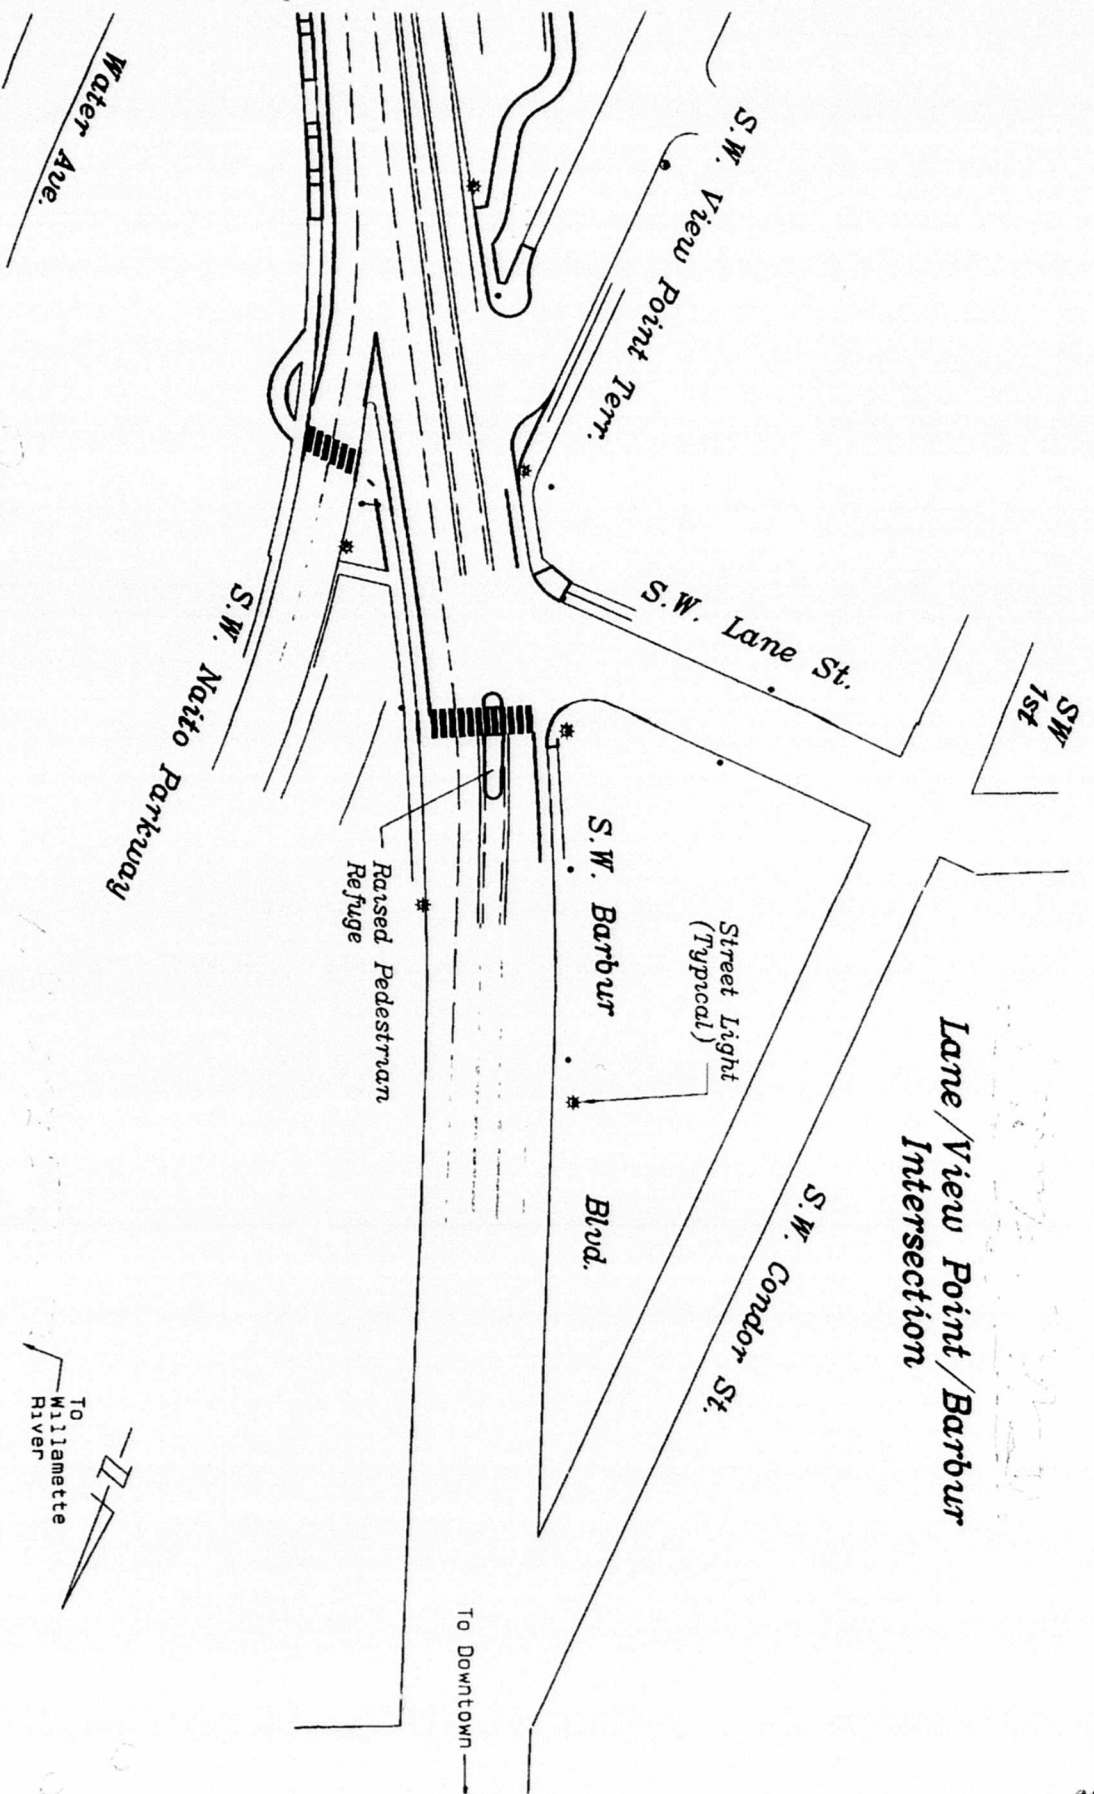 Lane/View Point/Barbur
Intersection
SW
1st
S.W. View Point Terr.
S.W. Lane St.
S.W. Condor St.
Street Light
(Typical)
S.W. Barbur Blvd.
Raised Pedestrian
Refuge
To Downtown
S.W. Naito Parkway
Water Ave.
To
Willamette
River